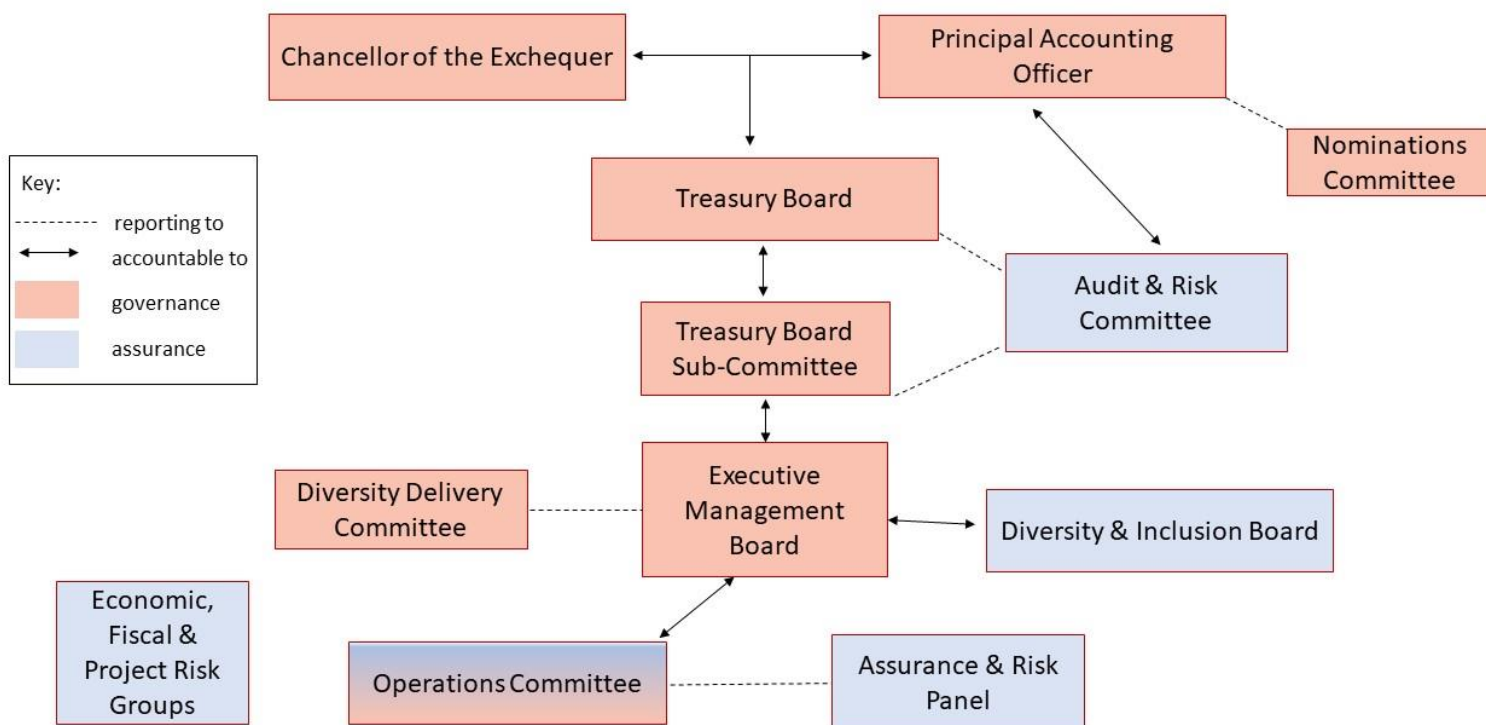 Chancellor of the Exchequer
Principal Accounting
Officer
Nominations
Committee
Key:
reporting to
accountable to
governance
assurance
Treasury Board
Audit & Risk
Committee
Treasury Board
Sub-Committee
Diversity Delivery
Committee
Executive
Management
Board
Diversity & Inclusion Board
Economic,
Fiscal &
Project Risk
Groups
Operations Committee
Assurance & Risk
Panel